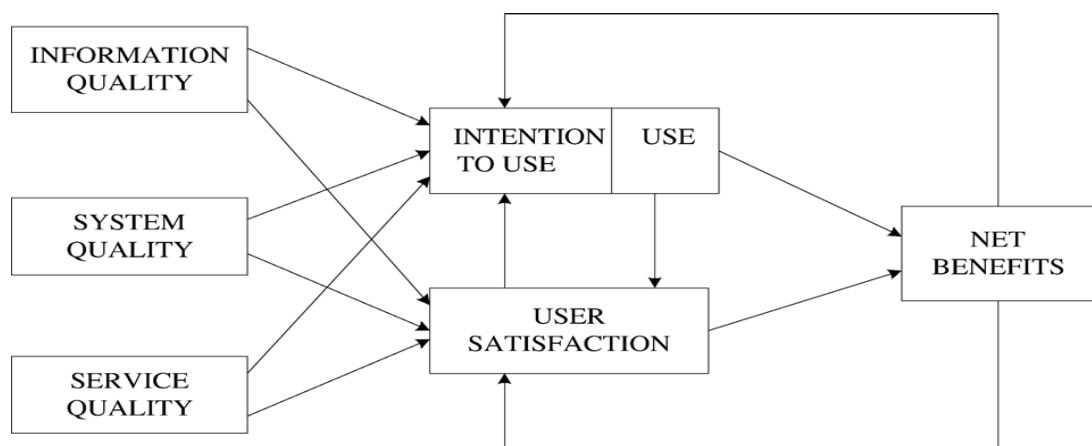 INFORMATION
QUALITY
SYSTEM
QUALITY
SERVICE
QUALITY
INTENTION
TO USE
USE
USER
SATISFACTION
NET
BENEFITS